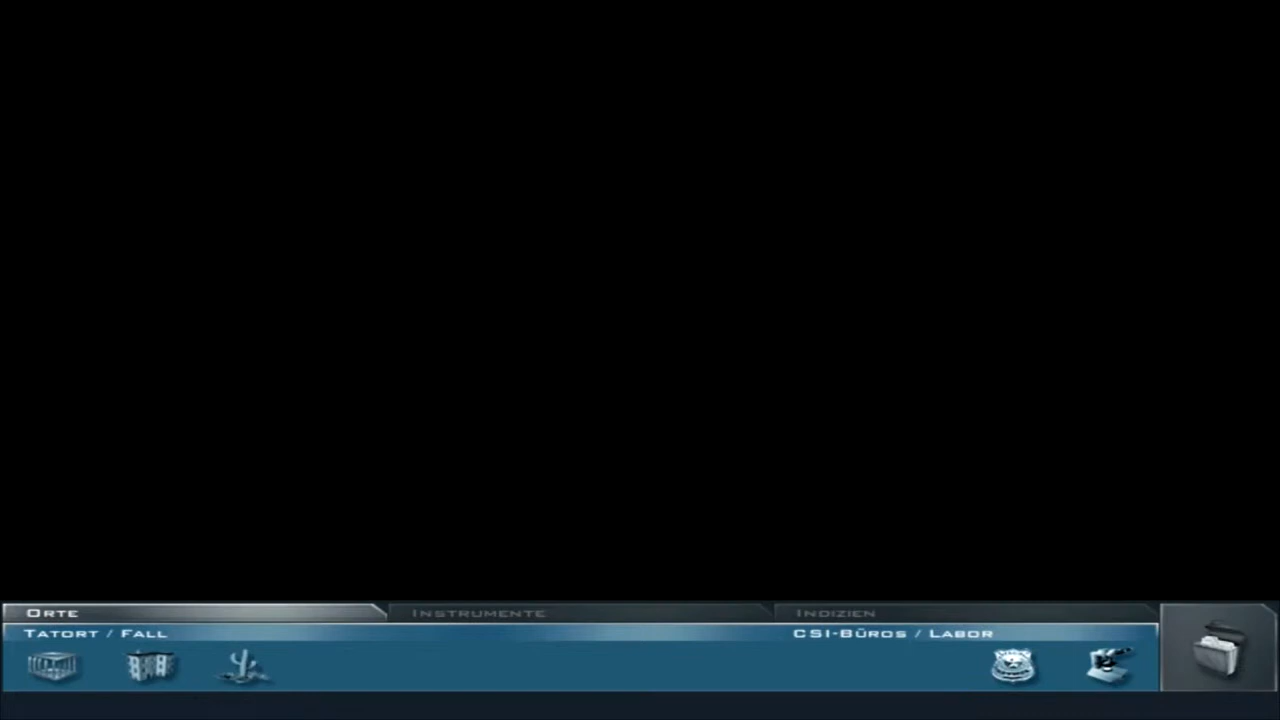 Orte
Instrumente
Indizien
Tatort / Fall
CSI-Büros / Labor